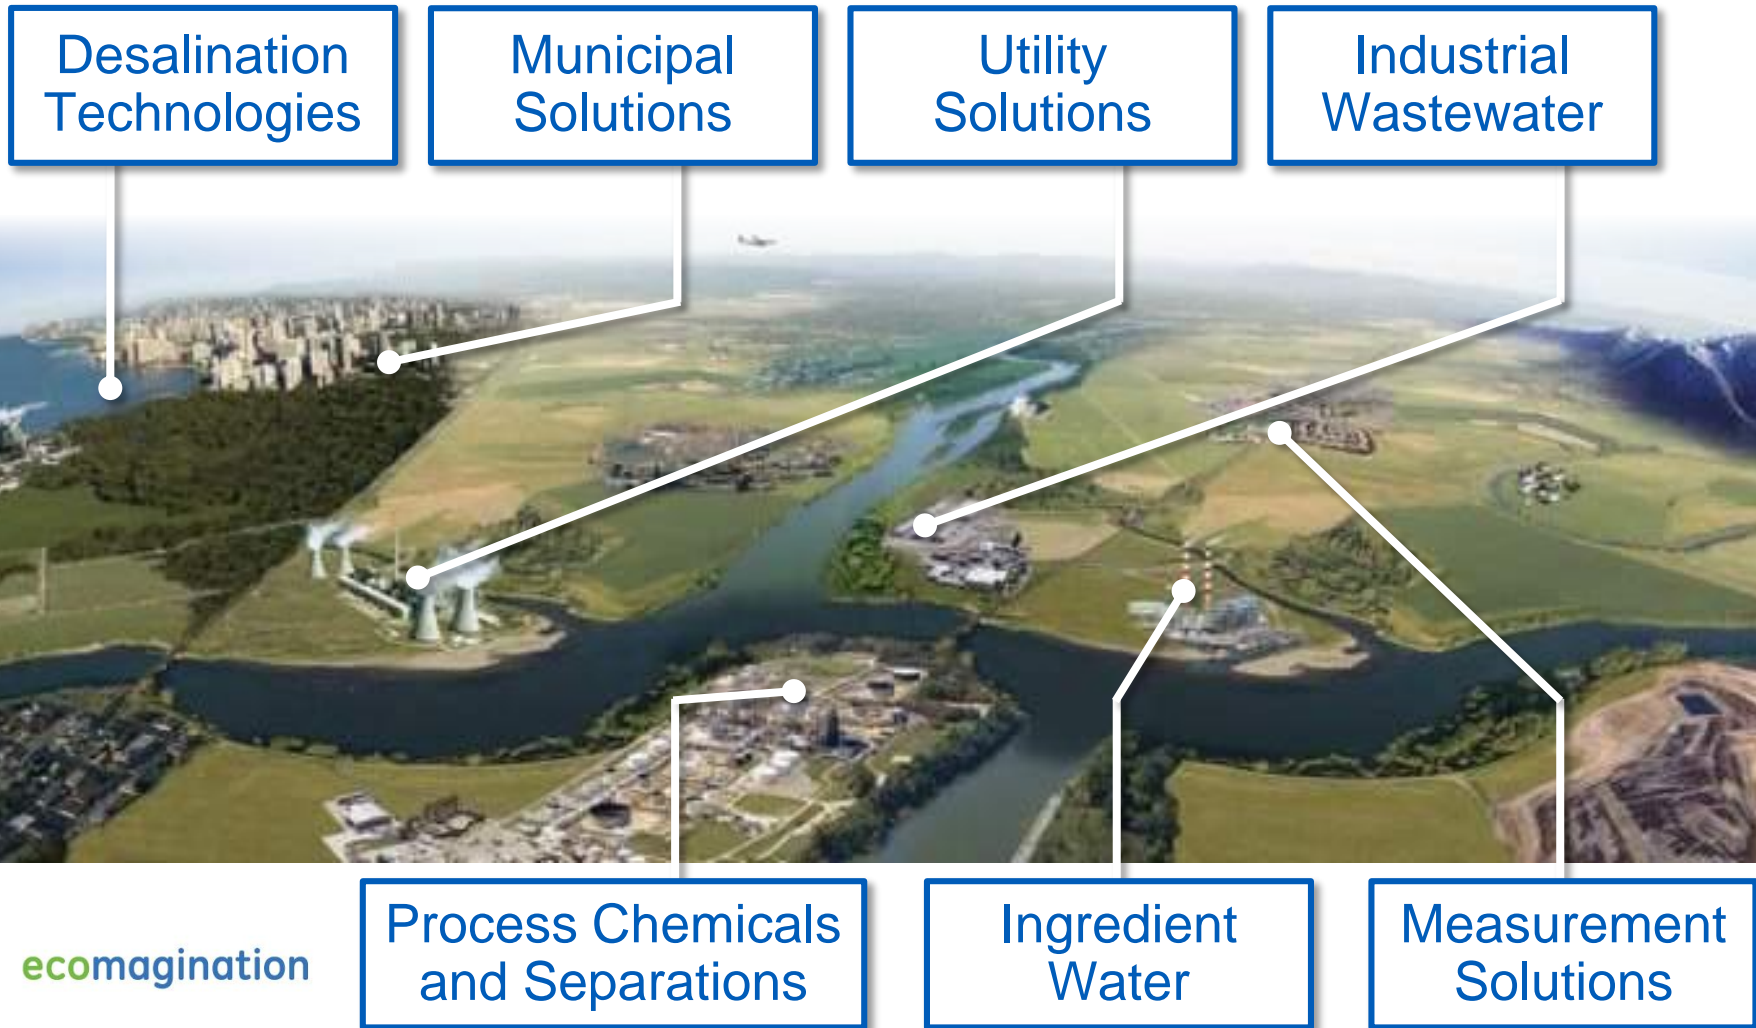 Desalination
Technologies
Municipal
Solutions
Utility
Solutions
Industrial
Wastewater
ecomagination
Process Chemicals
and Separations
Ingredient
Water
Measurement
Solutions